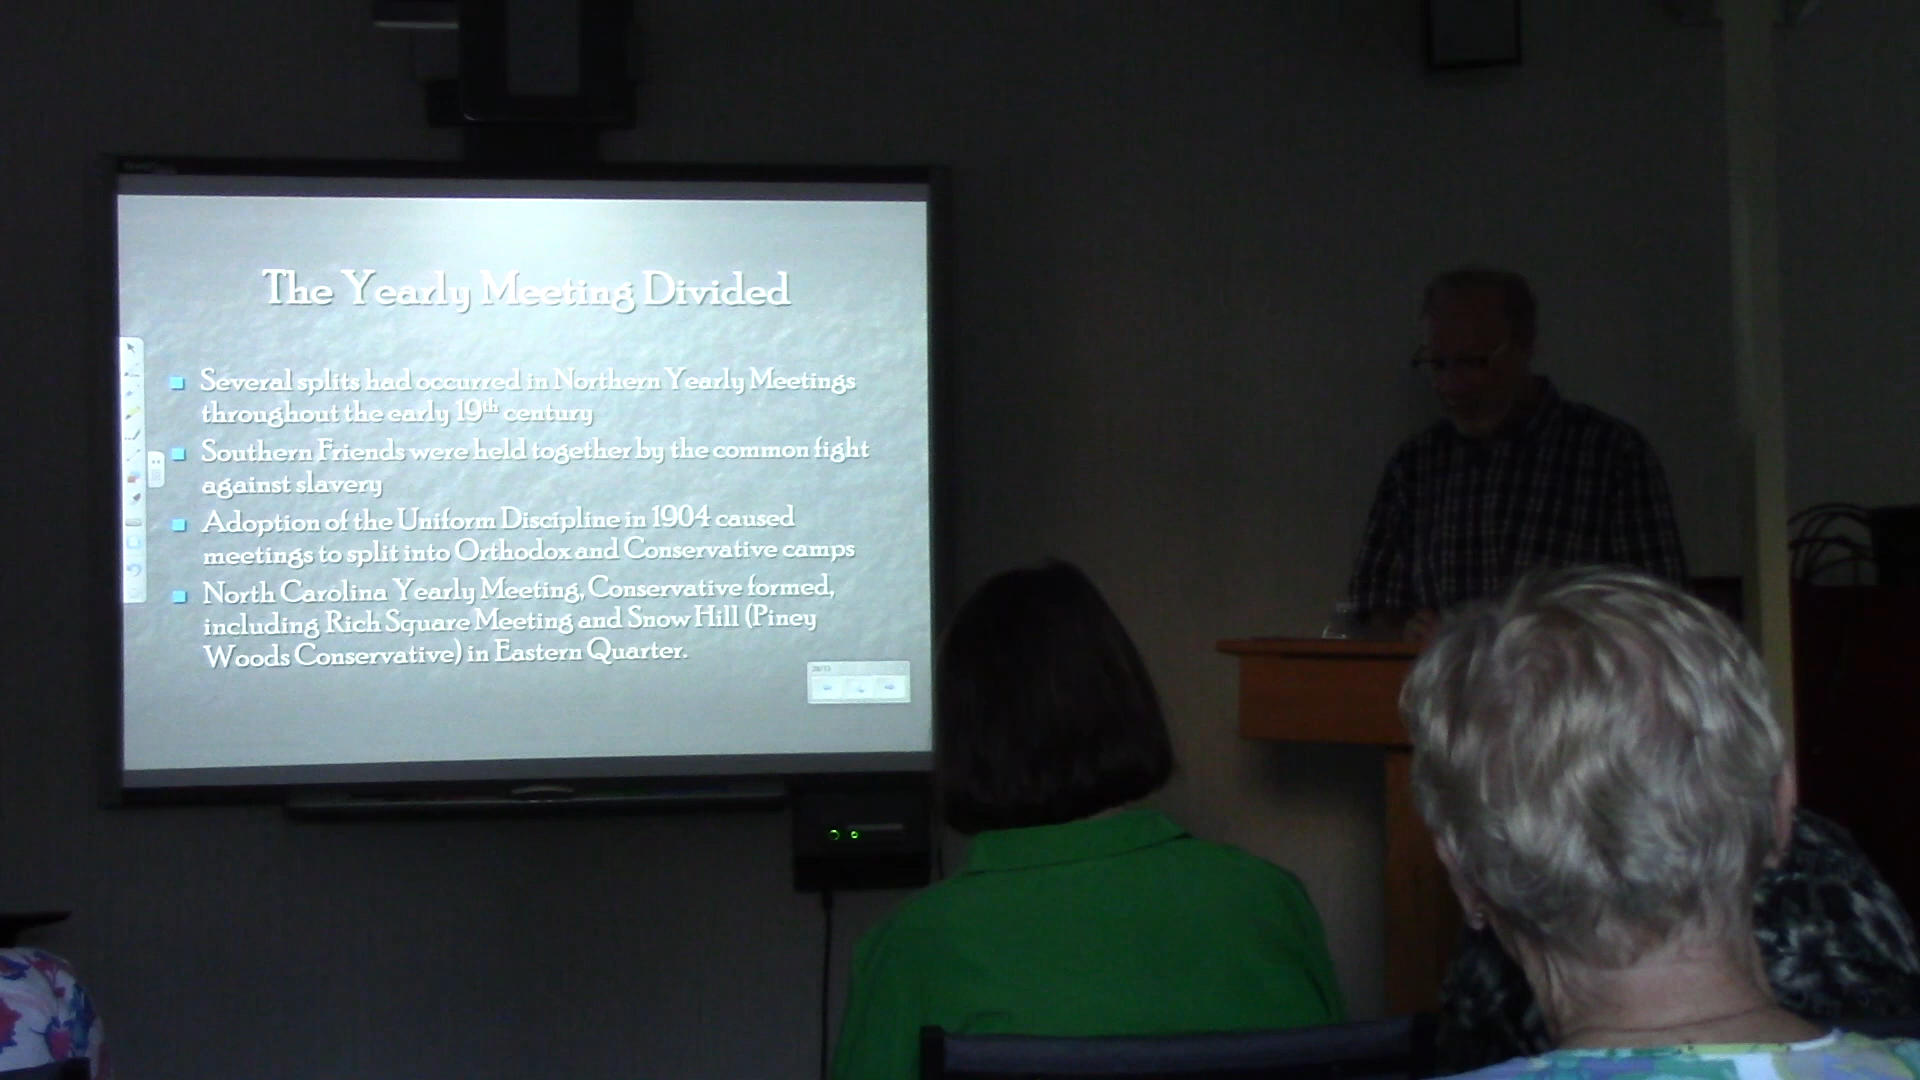 The Yearly Meeting Divided
Several splits had occurred in Northern Yearly Meetings
throughout the early 19th century
Southern Friends were held together by the common fight
against slavery
Adoption of the Uniform Discipline in 1904 caused
meetings to split into Orthodox and Conservative camps
North Carolina Yearly Meeting, Conservative formed,
including Rich Square Meeting and Snow Hill (Piney
Woods Conservative) in Eastern Quarter.